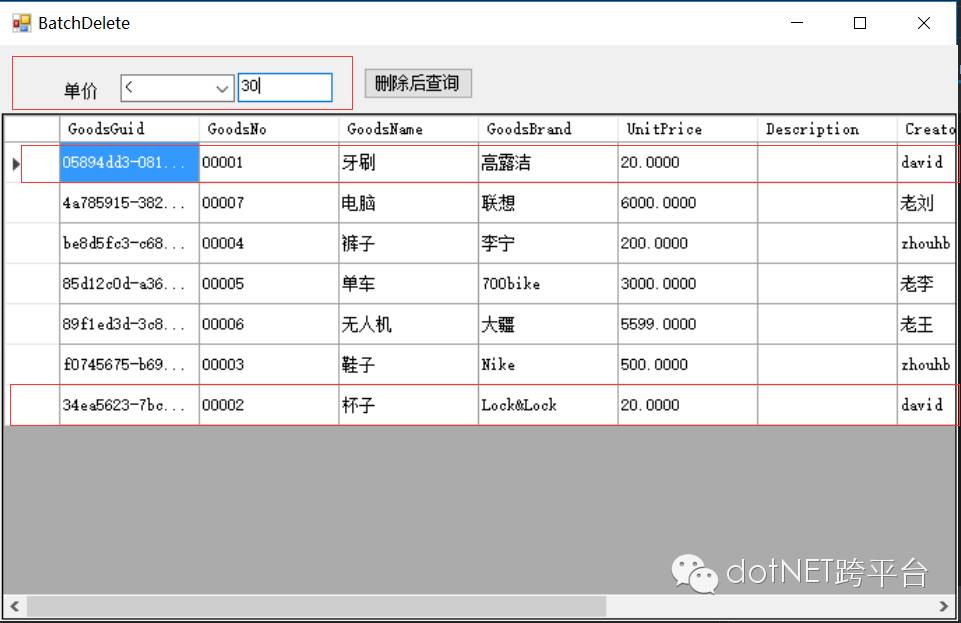 BatchDelete
单价 < 30 删除后查询
GoodsGuid GoodsNo GoodsName GoodsBrand UnitPrice Description Creato
05894dd3-081... 00001 牙刷 高露洁 20.0000 david
4a785915-382... 00007 电脑 联想 6000.0000 老刘
be8d5fc3-c68... 00004 裤子 李宁 200.0000 zhouhb
85d12c0d-a36... 00005 单车 700bike 3000.0000 老李
89f1ed3d-3c8... 00006 无人机 大疆 5599.0000 老王
f0745675-b69... 00003 鞋子 Nike 500.0000 zhouhb
34ea5623-7bc... 00002 杯子 Lock&Lock 20.0000 david
dotNET跨平台